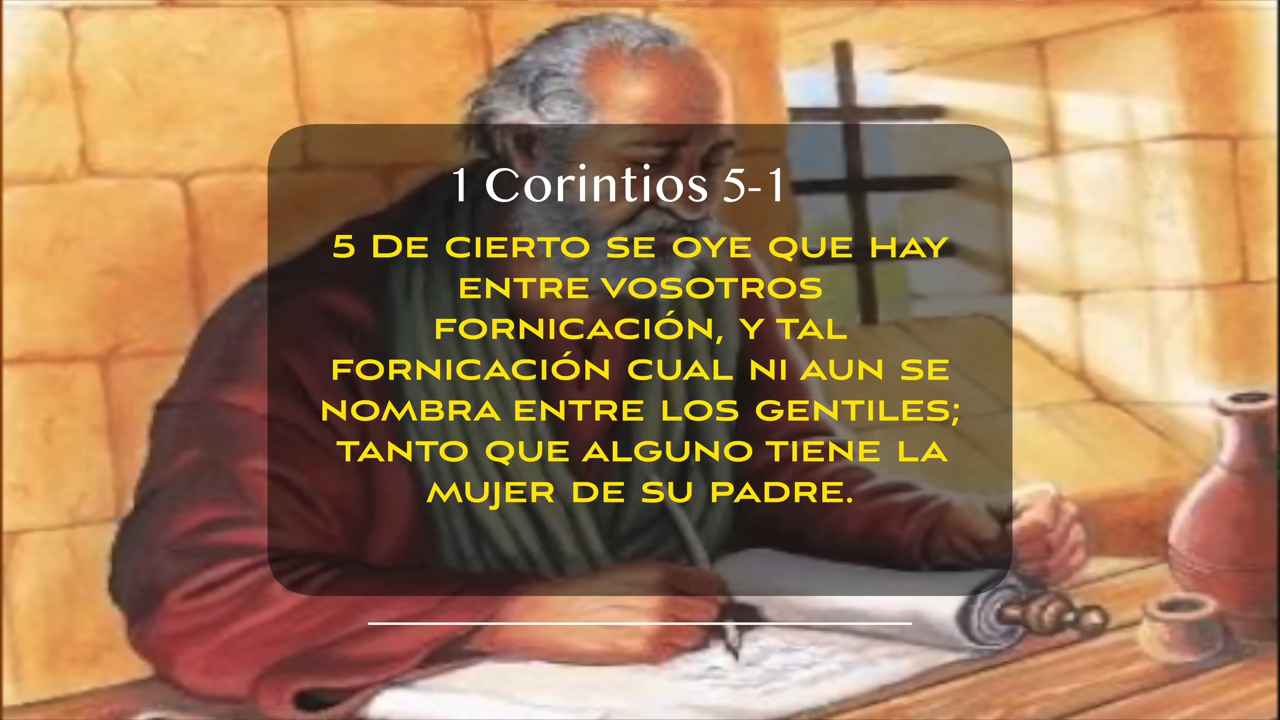 1 Corintios 5-1
5 De cierto se oye que hay
entre vosotros
fornicación, y tal
fornicación cual ni aun se
nombra entre los gentiles;
tanto que alguno tiene la
mujer de su padre.